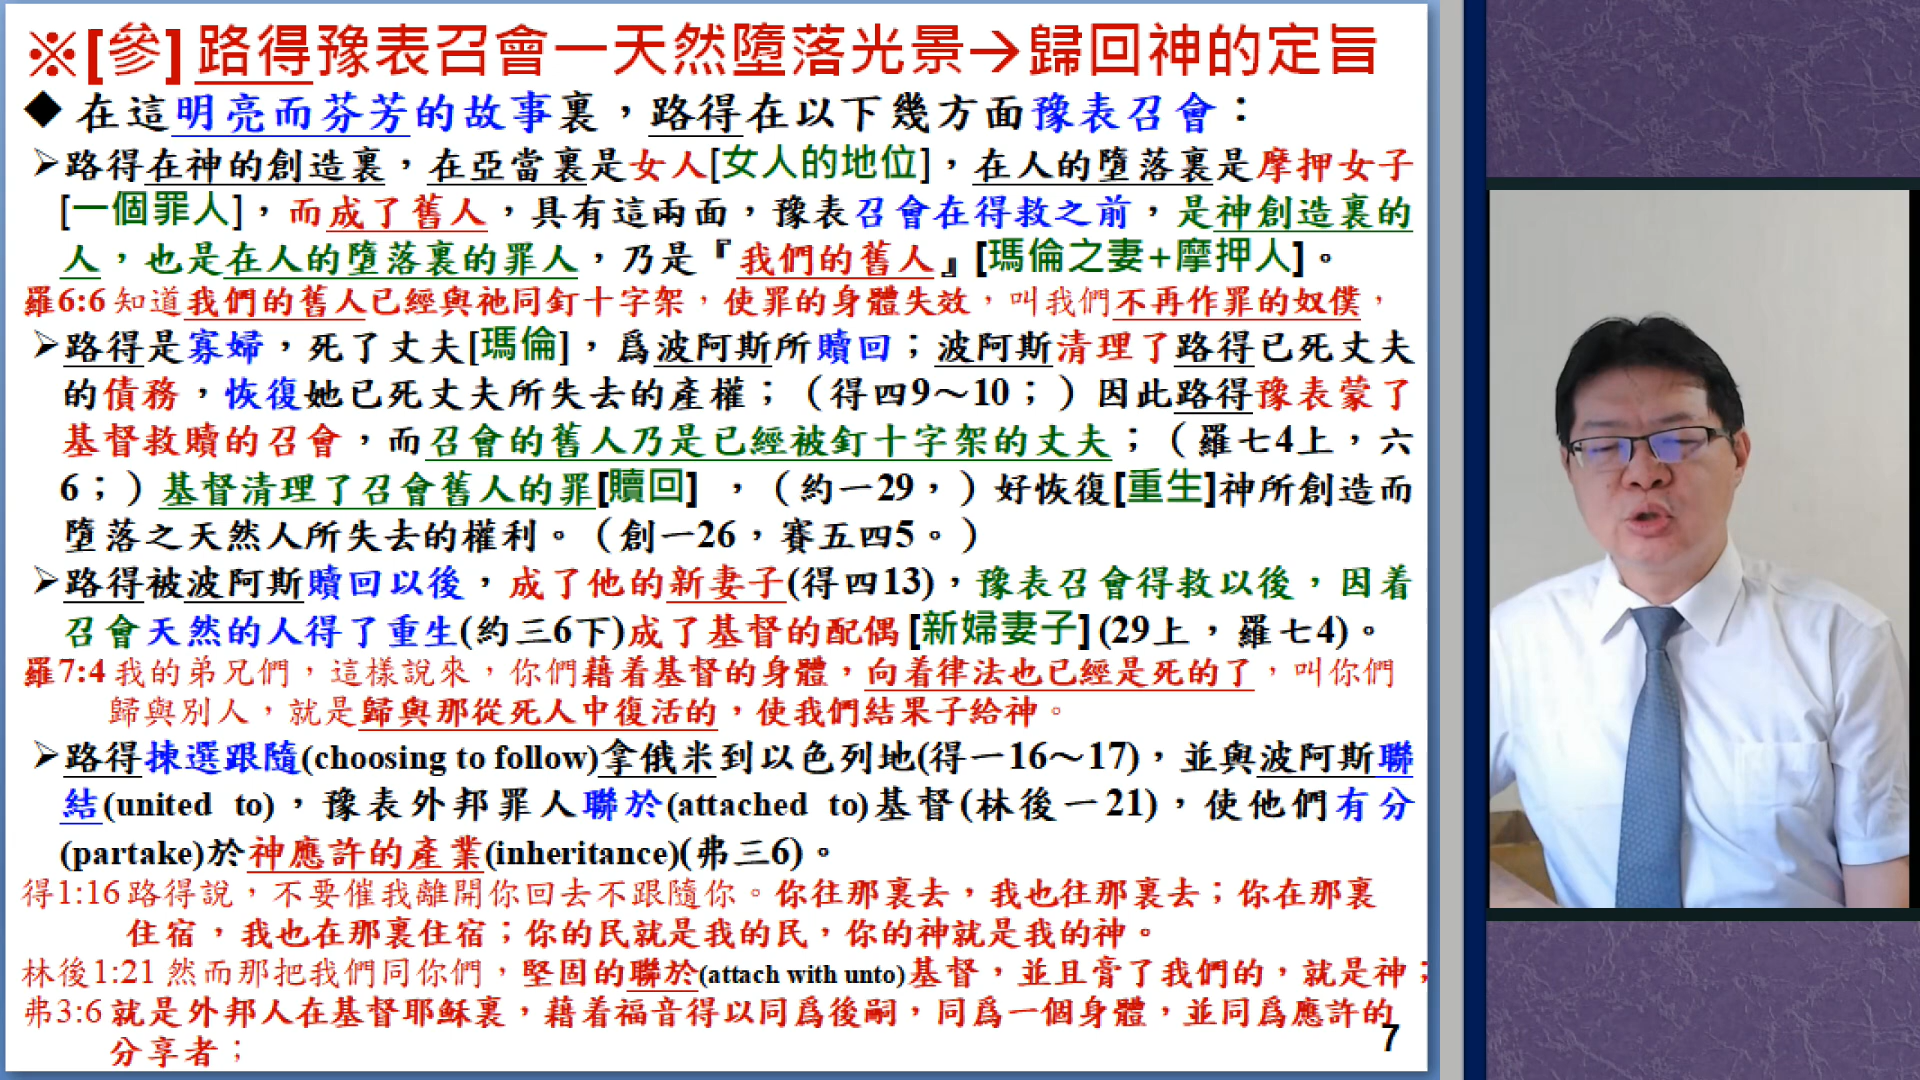 ※[參] 路得豫表召會一天然墮落光景→歸回神的定旨
◆在這明亮而芬芳的故事裏，路得在以下幾方面豫表召會：
➢路得在神的創造裏，在亞當裏是女人[女人的地位]，在人的墮落裏是摩押女子
[一個罪人]，而成了舊人，具有這兩面，豫表召會在得救之前，是神創造裏的
人，也是在人的墮落裏的罪人，乃是『我們的舊人』[瑪倫之妻+摩押人]。
羅6:6 知道我們的舊人已經與祂同釘十字架，使罪的身體失效，叫我們不再作罪的奴僕，
➢路得是寡婦，死了丈夫[瑪倫]，爲波阿斯所贖回；波阿斯清理了路得已死丈夫
的債務，恢復她已死丈夫所失去的產權；（得四9～10；）因此路得豫表蒙了
基督救贖的召會，而召會的舊人乃是已經被釘十字架的丈夫；（羅七4上，六
6；）基督清理了召會舊人的罪[贖回]，（約一29，）好恢復[重生]神所創造而
墮落之天然人所失去的權利。（創一26，賽五四5。）
➢路得被波阿斯贖回以後，成了他的新妻子(得四13)，豫表召會得救以後，因着
召會天然的人得了重生(約三6下)成了基督的配偶[新婦妻子](29上，羅七4)。
羅7:4 我的弟兄們，這樣說來，你們藉着基督的身體，向着律法也已經是死的了，叫你們
歸與別人，就是歸與那從死人中復活的，使我們結果子給神。
➢路得揀選跟隨(choosing to follow)拿俄米到以色列地(得一16～17)，並與波阿斯聯
結(united to)，豫表外邦罪人聯於(attached to)基督(林後一21)，使他們有分
(partake)於神應許的產業(inheritance)(弗三6)。
得1:16 路得說，不要催我離開你回去不跟隨你。你往那裏去，我也往那裏去；你在那裏
住宿，我也在那裏住宿；你的民就是我的民，你的神就是我的神。
林後1:21 然而那把我們同你們，堅固的聯於(attach with unto)基督，並且膏了我們的，就是神；
弗3:6 就是外邦人在基督耶穌裏，藉着福音得以同爲後嗣，同爲一個身體，並同爲應許的
分享者；
7